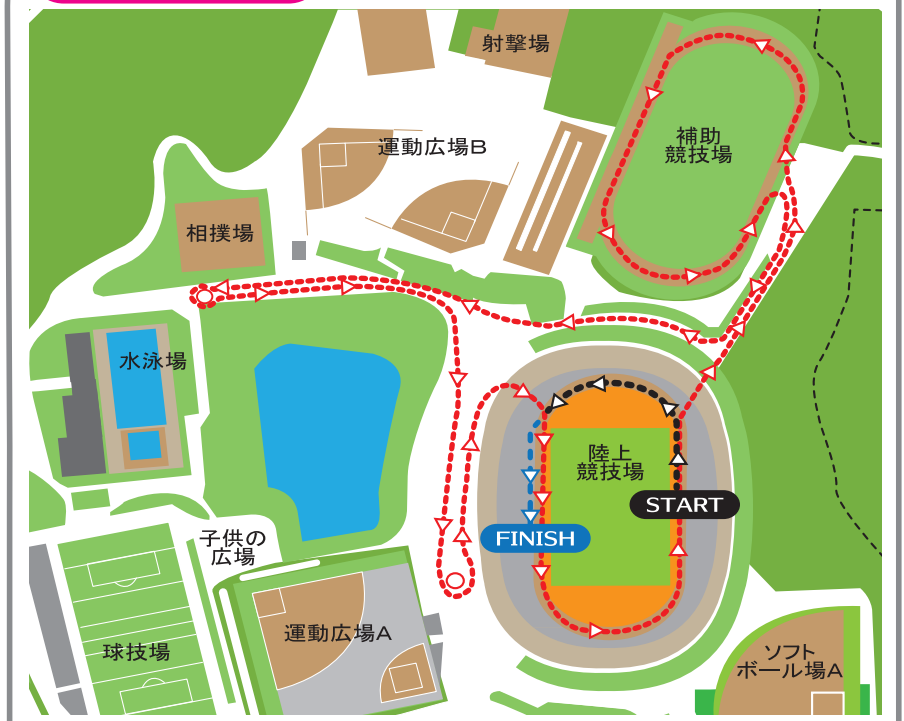 射撃場
補助
競技場
運動広場B
相撲場
水泳場
陸上
競技場
START
FINISH
子供の
広場
運動広場A
球技場
ソフト
ボール場A